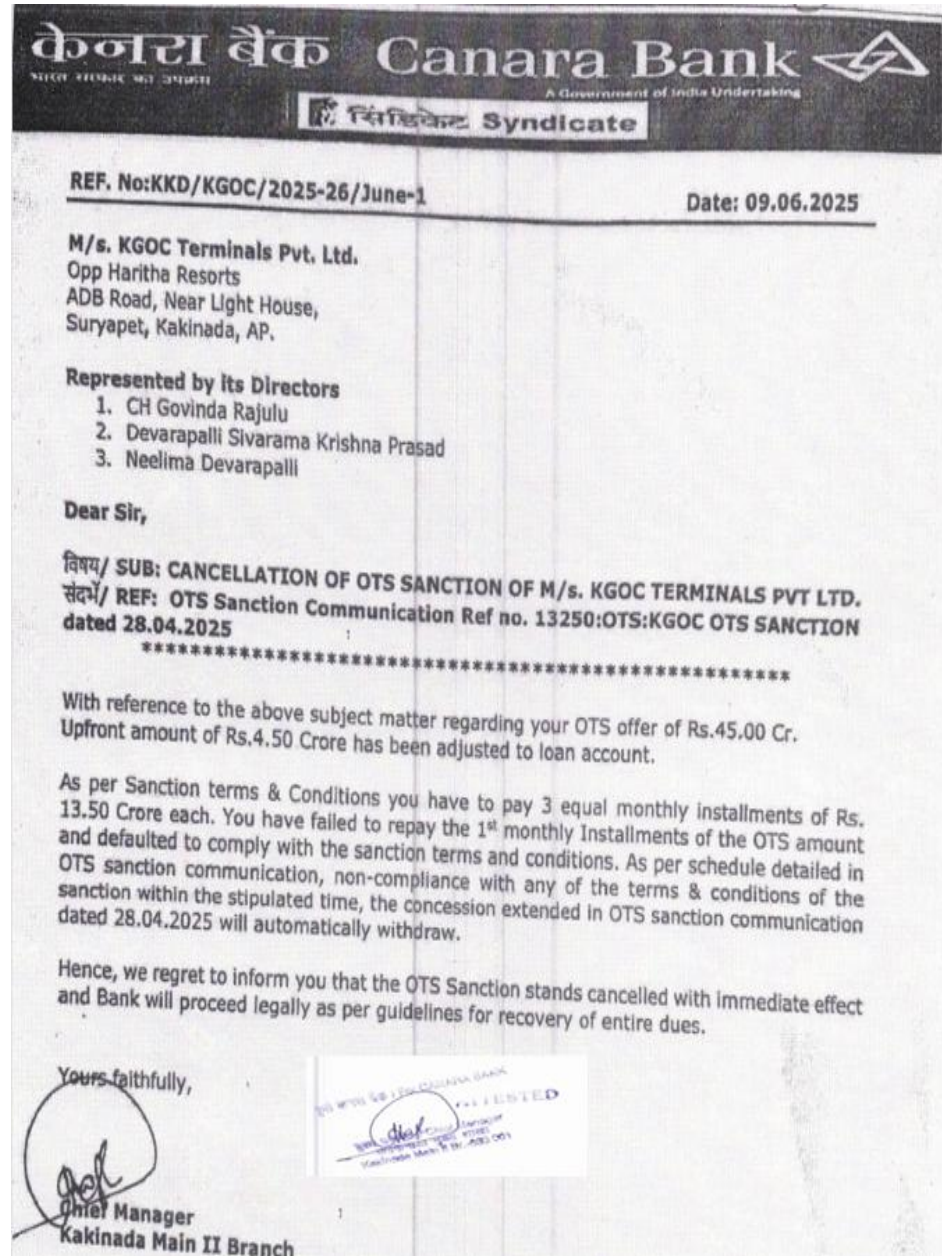 केनरा बैंक Canara Bank
भारत सरकार का उपक्रम
A Government of India Undertaking
सिंडिकेट Syndicate
REF. No:KKD/KGOC/2025-26/June-1
Date: 09.06.2025
M/s. KGOC Terminals Pvt. Ltd.
Opp Haritha Resorts
ADB Road, Near Light House,
Suryapet, Kakinada, AP.
Represented by its Directors
1. CH Govinda Rajulu
2. Devarapalli Sivarama Krishna Prasad
3. Neelima Devarapalli
Dear Sir,
विषय/ SUB: CANCELLATION OF OTS SANCTION OF M/s. KGOC TERMINALS PVT LTD.
संदर्भ/ REF: OTS Sanction Communication Ref no. 13250:OTS:KGOC OTS SANCTION
dated 28.04.2025
*****************************************************
With reference to the above subject matter regarding your OTS offer of Rs.45.00 Cr.
Upfront amount of Rs.4.50 Crore has been adjusted to loan account.
As per Sanction terms & Conditions you have to pay 3 equal monthly installments of Rs.
13.50 Crore each. You have failed to repay the 1st monthly Installments of the OTS amount
and defaulted to comply with the sanction terms and conditions. As per schedule detailed in
OTS sanction communication, non-compliance with any of the terms & conditions of the
sanction within the stipulated time, the concession extended in OTS sanction communication
dated 28.04.2025 will automatically withdraw.
Hence, we regret to inform you that the OTS Sanction stands cancelled with immediate effect
and Bank will proceed legally as per guidelines for recovery of entire dues.
Yours faithfully,
CANARA BANK
ATTESTED
Manager
Kakinada Main II
Chief Manager
Kakinada Main II Branch